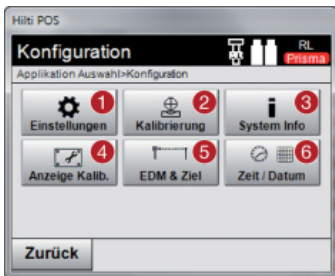 Hilti POS
Konfiguration
RL
Prisma
Applikation Auswahl>Konfiguration
1 2 3
Einstellungen Kalibrierung System Info
4 5 6
Anzeige Kalib. EDM & Ziel Zeit / Datum
Zurück